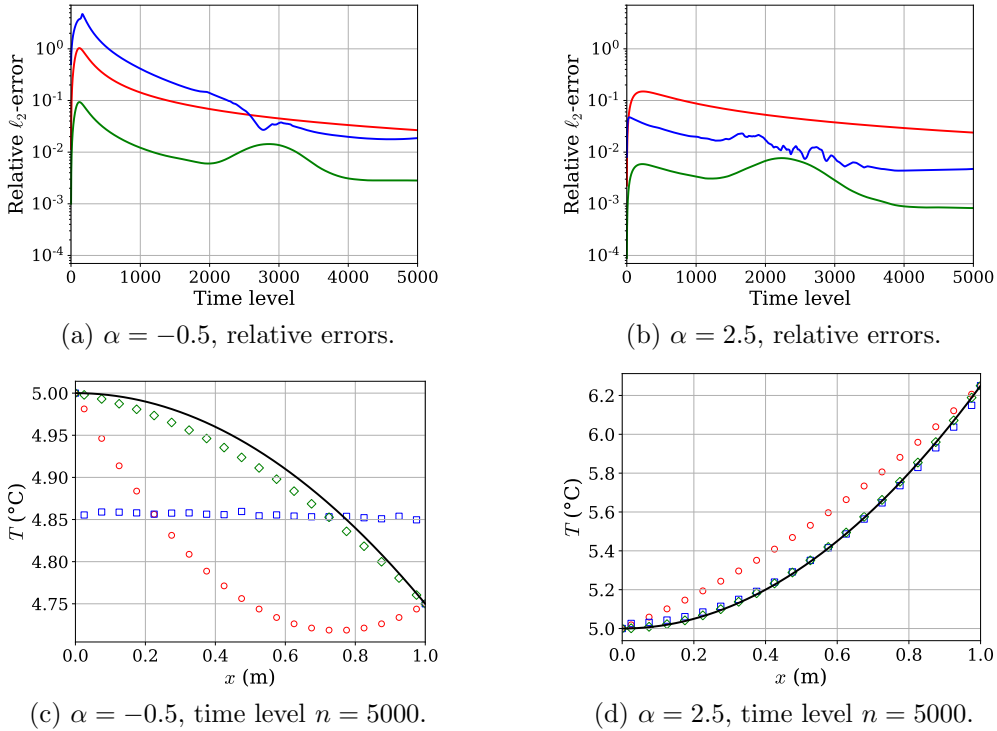 Relative ℓ₂-error
10⁰
10⁻¹
10⁻²
10⁻³
10⁻⁴
0 1000 2000 3000 4000 5000
Time level
(a) α = −0.5, relative errors.
Relative ℓ₂-error
10⁰
10⁻¹
10⁻²
10⁻³
10⁻⁴
0 1000 2000 3000 4000 5000
Time level
(b) α = 2.5, relative errors.
T (°C)
5.00
4.95
4.90
4.85
4.80
4.75
0.0 0.2 0.4 0.6 0.8 1.0
x (m)
(c) α = −0.5, time level n = 5000.
T (°C)
6.2
6.0
5.8
5.6
5.4
5.2
5.0
0.0 0.2 0.4 0.6 0.8 1.0
x (m)
(d) α = 2.5, time level n = 5000.